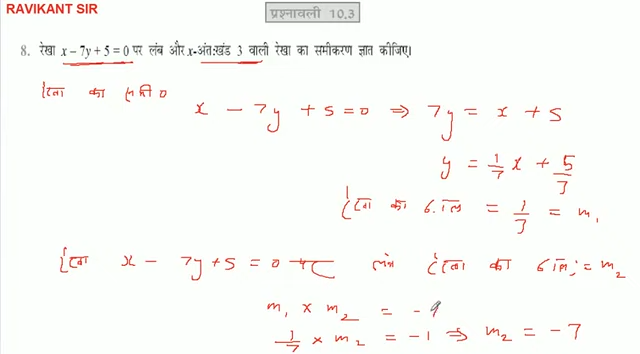 RAVIKANT SIR
प्रश्नावली 10.3
8. रेखा x – 7y + 5 = 0 पर लंब और x-अंत:खंड 3 वाली रेखा का समीकरण ज्ञात कीजिए।
रेखा का
x - 7y + 5 = 0 ⇒ 7y = x + 5
y = 1/7 x + 5/7
रेखा का ढाल = 1/7 = m₁
रेखा x - 7y + 5 = 0 पर लंब रेखा का ढाल = m₂
m₁ × m₂ = -1
1/7 × m₂ = -1 ⇒ m₂ = -7